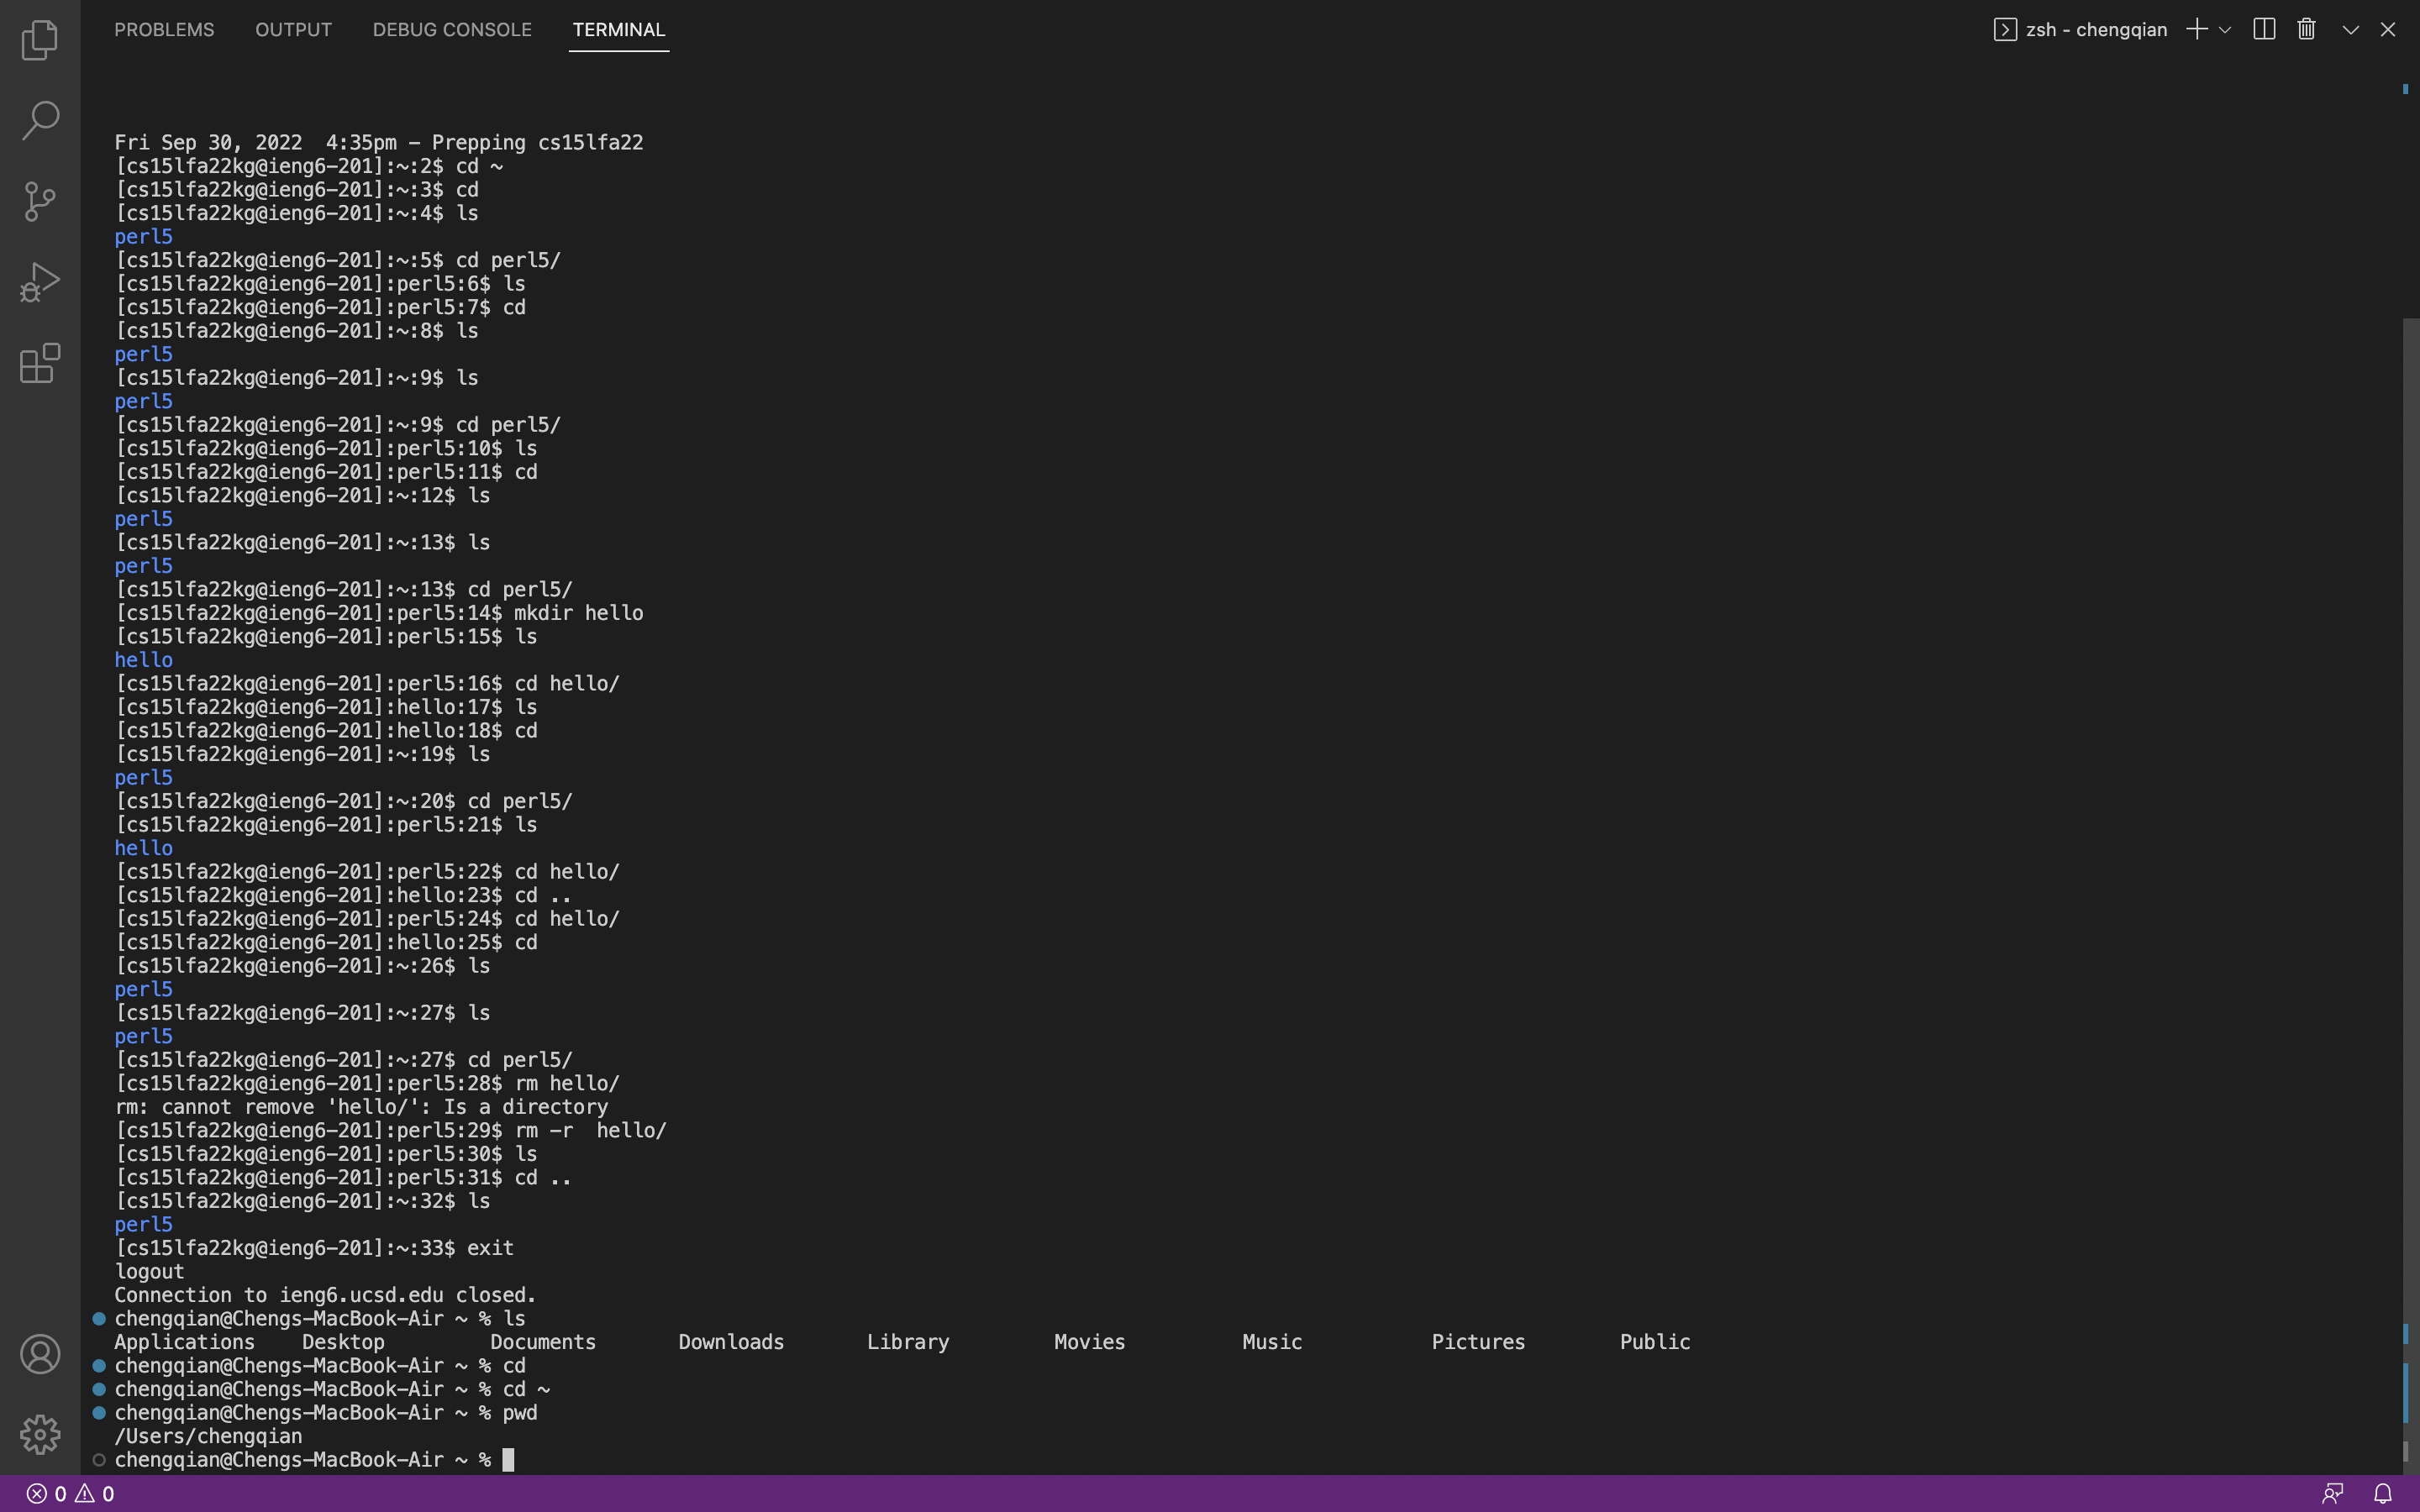 PROBLEMS OUTPUT DEBUG CONSOLE TERMINAL zsh - chengqian
Fri Sep 30, 2022  4:35pm - Prepping cs15lfa22
[cs15lfa22kg@ieng6-201]:~:2$ cd ~
[cs15lfa22kg@ieng6-201]:~:3$ cd
[cs15lfa22kg@ieng6-201]:~:4$ ls
perl5
[cs15lfa22kg@ieng6-201]:~:5$ cd perl5/
[cs15lfa22kg@ieng6-201]:perl5:6$ ls
[cs15lfa22kg@ieng6-201]:perl5:7$ cd
[cs15lfa22kg@ieng6-201]:~:8$ ls
perl5
[cs15lfa22kg@ieng6-201]:~:9$ ls
perl5
[cs15lfa22kg@ieng6-201]:~:9$ cd perl5/
[cs15lfa22kg@ieng6-201]:perl5:10$ ls
[cs15lfa22kg@ieng6-201]:perl5:11$ cd
[cs15lfa22kg@ieng6-201]:~:12$ ls
perl5
[cs15lfa22kg@ieng6-201]:~:13$ ls
perl5
[cs15lfa22kg@ieng6-201]:~:13$ cd perl5/
[cs15lfa22kg@ieng6-201]:perl5:14$ mkdir hello
[cs15lfa22kg@ieng6-201]:perl5:15$ ls
hello
[cs15lfa22kg@ieng6-201]:perl5:16$ cd hello/
[cs15lfa22kg@ieng6-201]:hello:17$ ls
[cs15lfa22kg@ieng6-201]:hello:18$ cd
[cs15lfa22kg@ieng6-201]:~:19$ ls
perl5
[cs15lfa22kg@ieng6-201]:~:20$ cd perl5/
[cs15lfa22kg@ieng6-201]:perl5:21$ ls
hello
[cs15lfa22kg@ieng6-201]:perl5:22$ cd hello/
[cs15lfa22kg@ieng6-201]:hello:23$ cd ..
[cs15lfa22kg@ieng6-201]:perl5:24$ cd hello/
[cs15lfa22kg@ieng6-201]:hello:25$ cd
[cs15lfa22kg@ieng6-201]:~:26$ ls
perl5
[cs15lfa22kg@ieng6-201]:~:27$ ls
perl5
[cs15lfa22kg@ieng6-201]:~:27$ cd perl5/
[cs15lfa22kg@ieng6-201]:perl5:28$ rm hello/
rm: cannot remove 'hello/': Is a directory
[cs15lfa22kg@ieng6-201]:perl5:29$ rm -r  hello/
[cs15lfa22kg@ieng6-201]:perl5:30$ ls
[cs15lfa22kg@ieng6-201]:perl5:31$ cd ..
[cs15lfa22kg@ieng6-201]:~:32$ ls
perl5
[cs15lfa22kg@ieng6-201]:~:33$ exit
logout
Connection to ieng6.ucsd.edu closed.
chengqian@Chengs-MacBook-Air ~ % ls
Applications Desktop Documents Downloads Library Movies Music Pictures Public
chengqian@Chengs-MacBook-Air ~ % cd
chengqian@Chengs-MacBook-Air ~ % cd ~
chengqian@Chengs-MacBook-Air ~ % pwd
/Users/chengqian
chengqian@Chengs-MacBook-Air ~ %
0 0